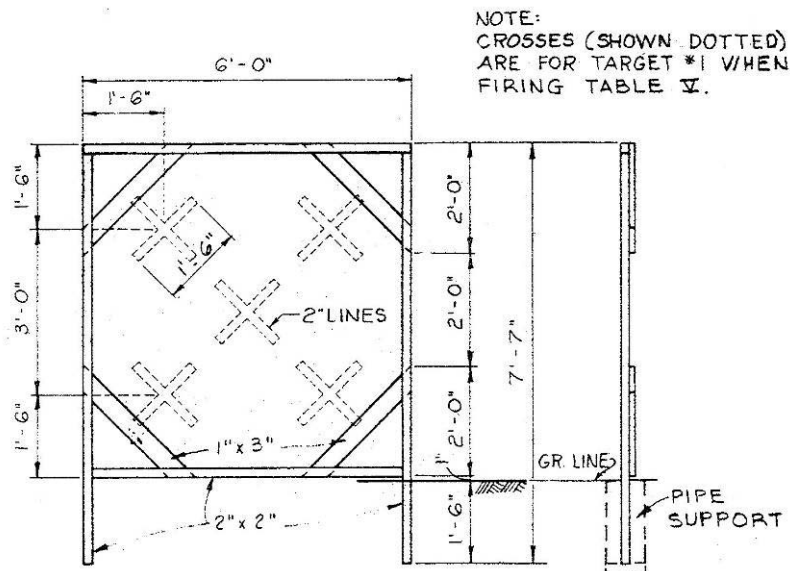 NOTE:
CROSSES (SHOWN DOTTED)
ARE FOR TARGET #1 WHEN
FIRING TABLE V.
6'-0"
1'-6"
1'-6"
3'-0"
1'-6"
1'-6"
2" LINES
1" x 3"
2" x 2"
2'-0"
2'-0"
2'-0"
1"
1'-6"
7'-7"
GR. LINE
PIPE
SUPPORT